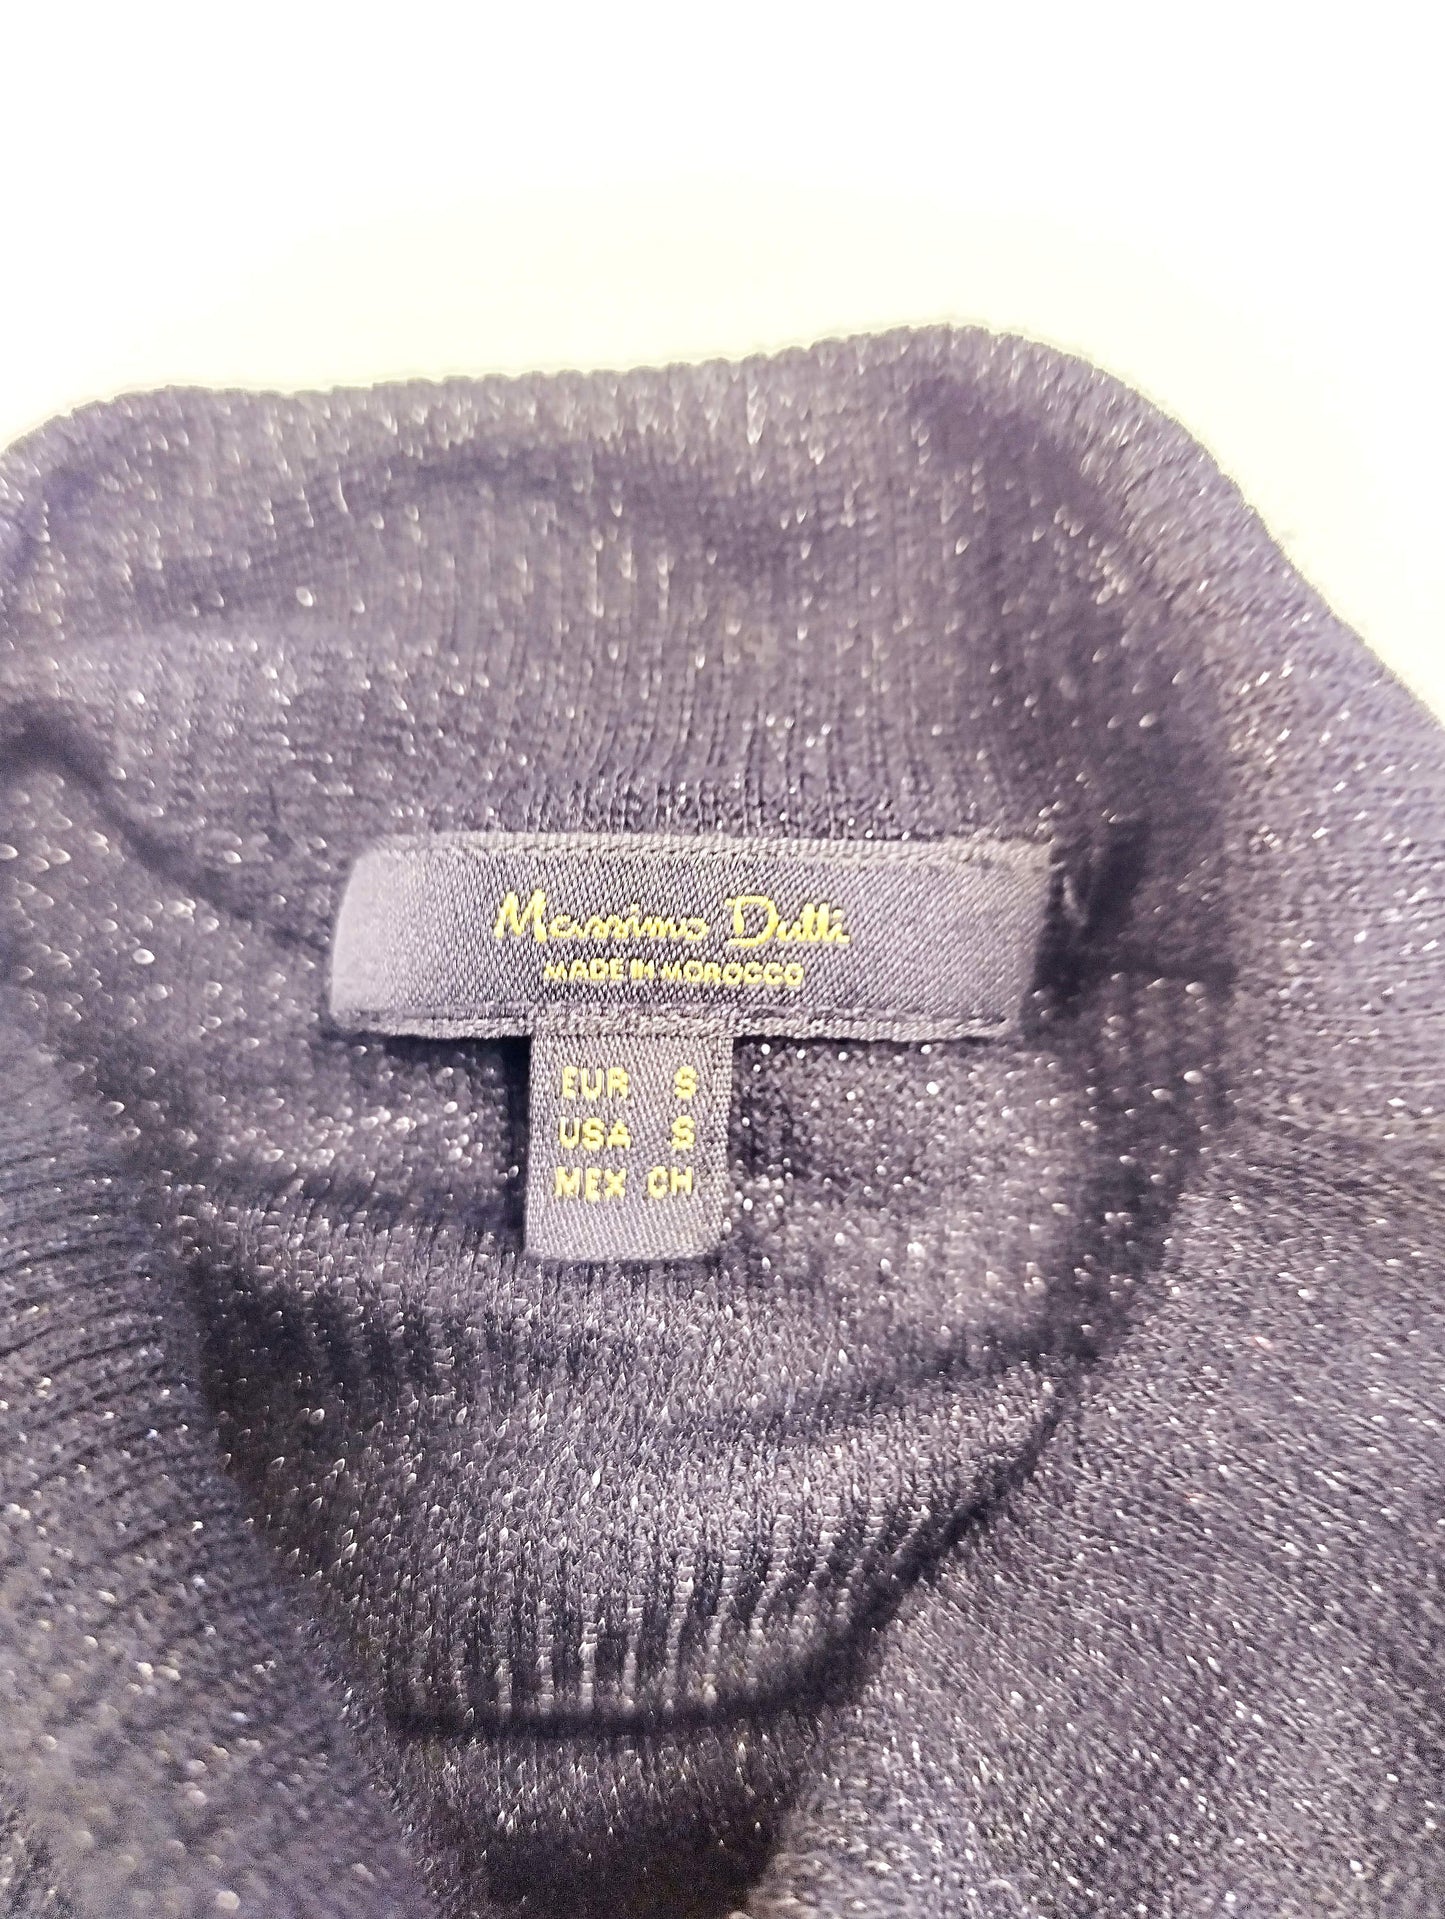 Massimo Dutti
MADE IN MOROCCO
EUR S
USA S
MEX CH